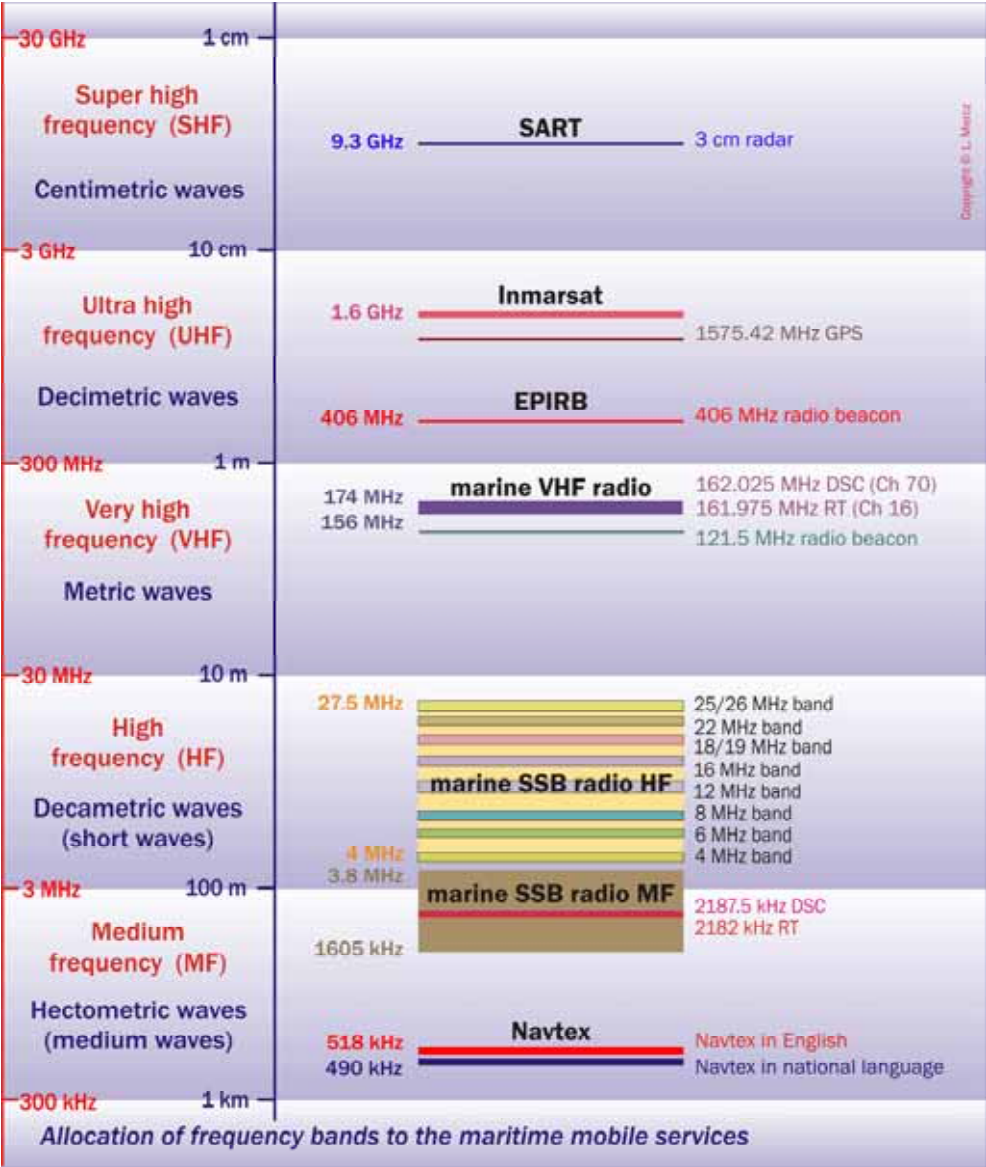 30 GHz
1 cm
Super high
frequency (SHF)
Centimetric waves
9.3 GHz
SART
3 cm radar
Copyright © L. Mertz
3 GHz
10 cm
Ultra high
frequency (UHF)
Decimetric waves
1.6 GHz
Inmarsat
1575.42 MHz GPS
406 MHz
EPIRB
406 MHz radio beacon
300 MHz
1 m
Very high
frequency (VHF)
Metric waves
174 MHz
156 MHz
marine VHF radio
162.025 MHz DSC (Ch 70)
161.975 MHz RT (Ch 16)
121.5 MHz radio beacon
30 MHz
10 m
High
frequency (HF)
Decametric waves
(short waves)
27.5 MHz
marine SSB radio HF
4 MHz
25/26 MHz band
22 MHz band
18/19 MHz band
16 MHz band
12 MHz band
8 MHz band
6 MHz band
4 MHz band
3 MHz
100 m
Medium
frequency (MF)
Hectometric waves
(medium waves)
3.8 MHz
marine SSB radio MF
1605 kHz
2187.5 kHz DSC
2182 kHz RT
518 kHz
490 kHz
Navtex
Navtex in English
Navtex in national language
300 kHz
1 km
Allocation of frequency bands to the maritime mobile services